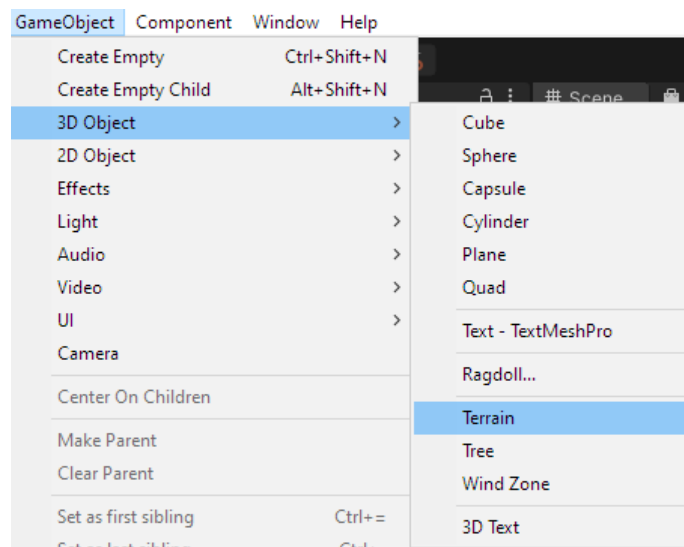 GameObject Component Window Help
Create Empty Ctrl+Shift+N
Create Empty Child Alt+Shift+N
# Scene
3D Object >
Cube
2D Object >
Sphere
Effects >
Capsule
Light >
Cylinder
Audio >
Plane
Video >
Quad
UI >
Text - TextMeshPro
Camera
Ragdoll...
Center On Children
Terrain
Make Parent
Tree
Clear Parent
Wind Zone
Set as first sibling Ctrl+=
3D Text